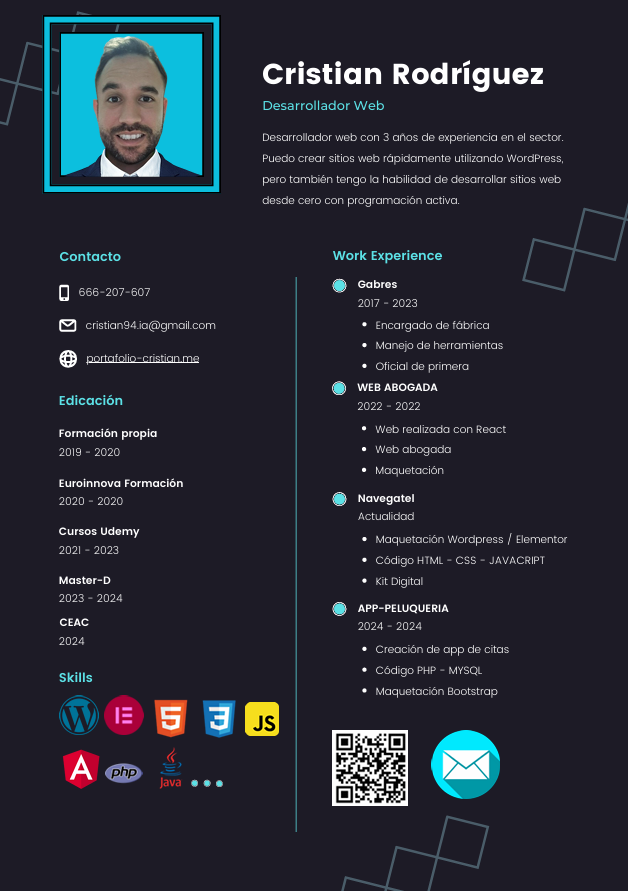 Cristian Rodríguez
Desarrollador Web
Desarrollador web con 3 años de experiencia en el sector.
Puedo crear sitios web rápidamente utilizando WordPress,
pero también tengo la habilidad de desarrollar sitios web
desde cero con programación activa.
Contacto
666-207-607
cristian94.ia@gmail.com
portafolio-cristian.me
Edicación
Formación propia
2019 - 2020
Euroinnova Formación
2020 - 2020
Cursos Udemy
2021 - 2023
Master-D
2023 - 2024
CEAC
2024
Skills
5
3
JS
php
Java
Work Experience
Gabres
2017 - 2023
Encargado de fábrica
Manejo de herramientas
Oficial de primera
WEB ABOGADA
2022 - 2022
Web realizada con React
Web abogada
Maquetación
Navegatel
Actualidad
Maquetación Wordpress / Elementor
Código HTML - CSS - JAVACRIPT
Kit Digital
APP-PELUQUERIA
2024 - 2024
Creación de app de citas
Código PHP - MYSQL
Maquetación Bootstrap